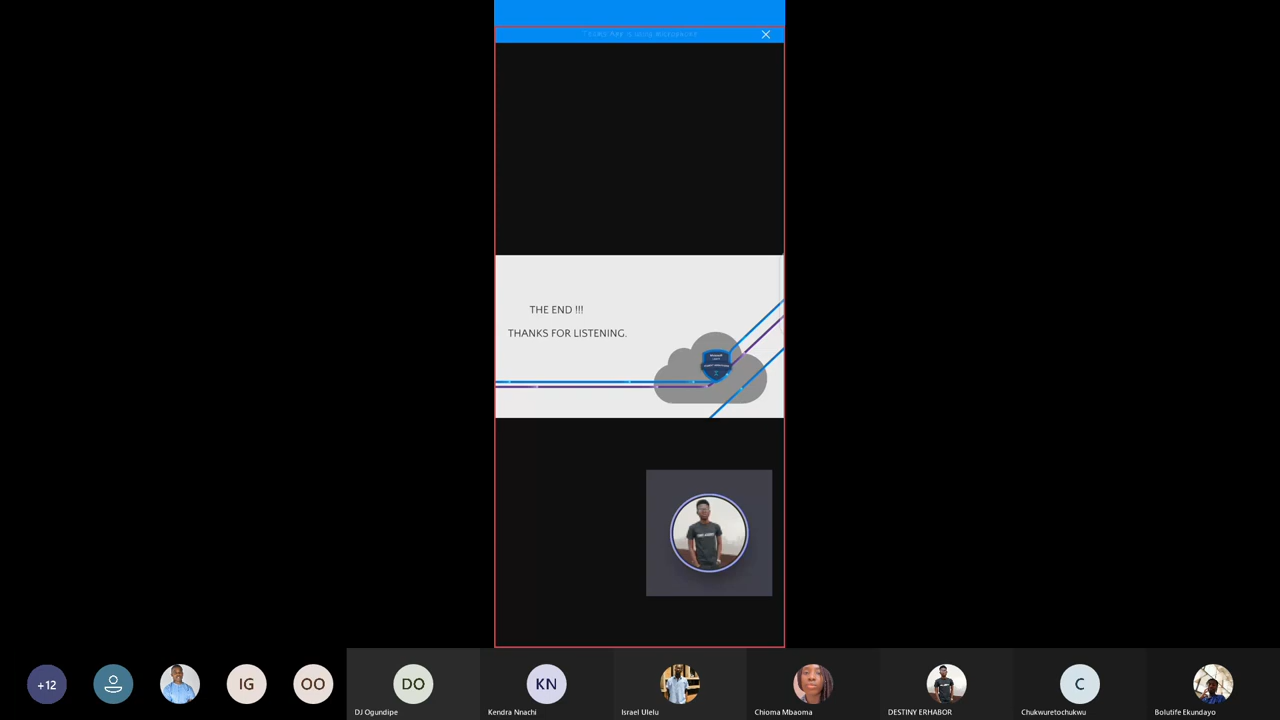 THE END !!!
THANKS FOR LISTENING.
+12
IG
OO
DO
KN
C
DJ Ogundipe
Kendra Nnachi
Israel Ulelu
Chioma Mbaoma
DESTINY ERHABOR
Chukwuretochukwu
Bolutife Ekundayo